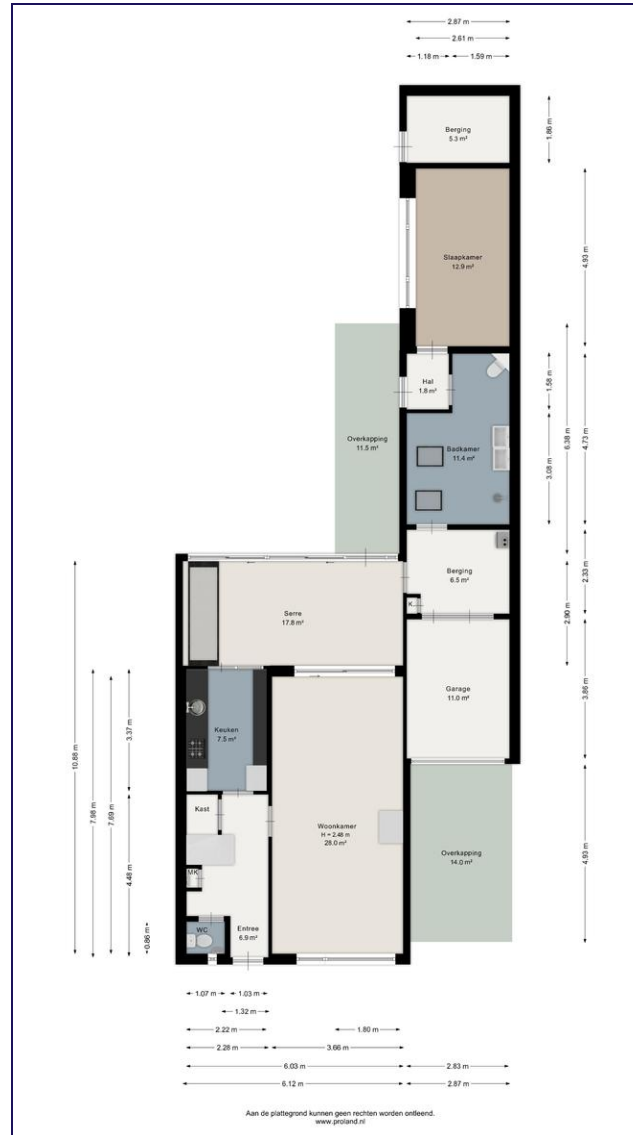 2.87 m
2.61 m
1.18 m 1.59 m
Berging
5.3 m²
1.86 m
Slaapkamer
12.9 m²
4.93 m
Hal
1.8 m²
1.58 m
Overkapping
11.5 m²
Badkamer
11.4 m²
3.08 m
6.38 m
4.73 m
Berging
6.5 m²
2.33 m
K..
Serre
17.8 m²
2.90 m
Garage
11.0 m²
3.86 m
Keuken
7.5 m²
3.37 m
10.88 m
7.98 m
7.69 m
Kast
Woonkamer
H = 2.48 m
28.0 m²
Overkapping
14.0 m²
4.93 m
4.48 m
MK
WC
Entree
6.9 m²
0.86 m
1.07 m 1.03 m
1.32 m
2.22 m 1.80 m
2.28 m 3.66 m
6.03 m 2.83 m
6.12 m 2.87 m
Aan de plattegrond kunnen geen rechten worden ontleend.
www.proland.nl